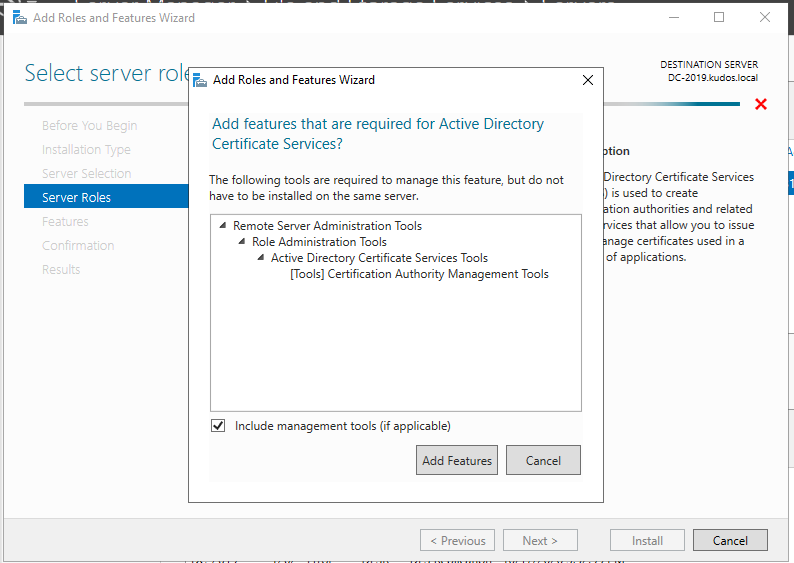 Add Roles and Features Wizard
Select server role
DESTINATION SERVER
DC-2019.kudos.local
Before You Begin
Installation Type
Server Selection
Server Roles
Features
Confirmation
Results
Add Roles and Features Wizard
Add features that are required for Active Directory
Certificate Services?
The following tools are required to manage this feature, but do not
have to be installed on the same server.
Remote Server Administration Tools
Role Administration Tools
Active Directory Certificate Services Tools
[Tools] Certification Authority Management Tools
Include management tools (if applicable)
Add Features
Cancel
ption
Directory Certificate Services
) is used to create
ation authorities and related
rvices that allow you to issue
anage certificates used in a
of applications.
< Previous
Next >
Install
Cancel